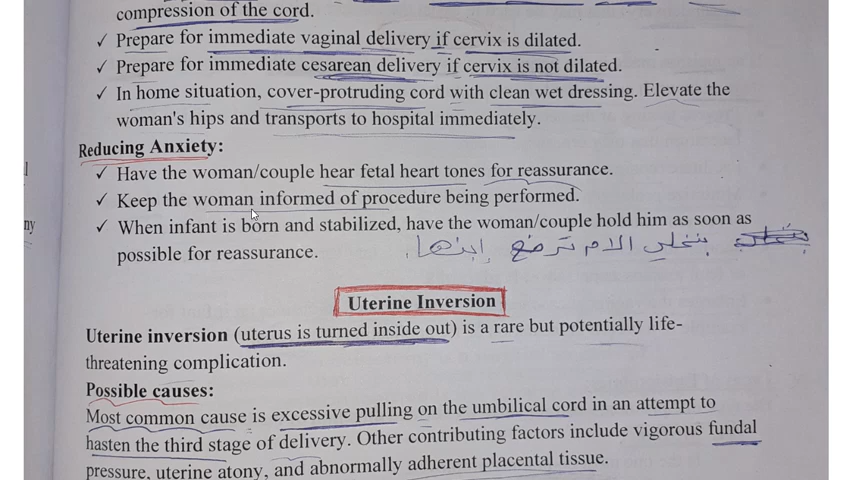 compression of the cord.
✓ Prepare for immediate vaginal delivery if cervix is dilated.
✓ Prepare for immediate cesarean delivery if cervix is not dilated.
✓ In home situation, cover-protruding cord with clean wet dressing. Elevate the
woman's hips and transports to hospital immediately.
Reducing Anxiety:
✓ Have the woman/couple hear fetal heart tones for reassurance.
✓ Keep the woman informed of procedure being performed.
✓ When infant is born and stabilized, have the woman/couple hold him as soon as
possible for reassurance.
بنخلي الام ترضع إبنها.
Uterine Inversion
Uterine inversion (uterus is turned inside out) is a rare but potentially life-
threatening complication.
Possible causes:
Most common cause is excessive pulling on the umbilical cord in an attempt to
hasten the third stage of delivery. Other contributing factors include vigorous fundal
pressure, uterine atony, and abnormally adherent placental tissue.